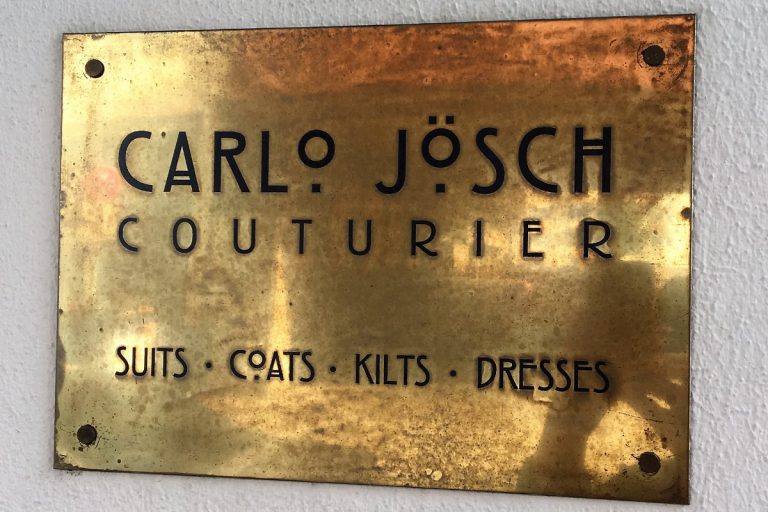 CARLO JÖSCH
COUTURIER
SUITS · COATS · KILTS · DRESSES